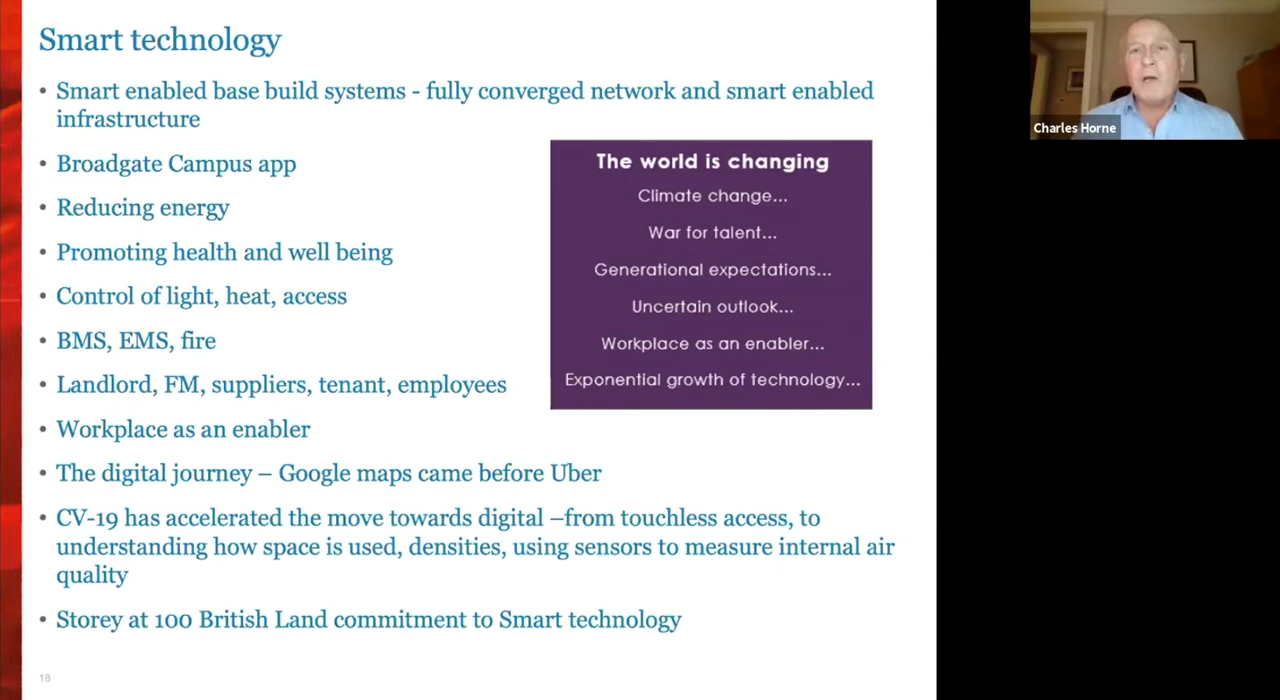 Smart technology
• Smart enabled base build systems - fully converged network and smart enabled
infrastructure
• Broadgate Campus app
• Reducing energy
• Promoting health and well being
• Control of light, heat, access
• BMS, EMS, fire
• Landlord, FM, suppliers, tenant, employees
• Workplace as an enabler
• The digital journey – Google maps came before Uber
• CV-19 has accelerated the move towards digital –from touchless access, to
understanding how space is used, densities, using sensors to measure internal air
quality
• Storey at 100 British Land commitment to Smart technology
The world is changing
Climate change...
War for talent...
Generational expectations...
Uncertain outlook...
Workplace as an enabler...
Exponential growth of technology...
18
Charles Horne